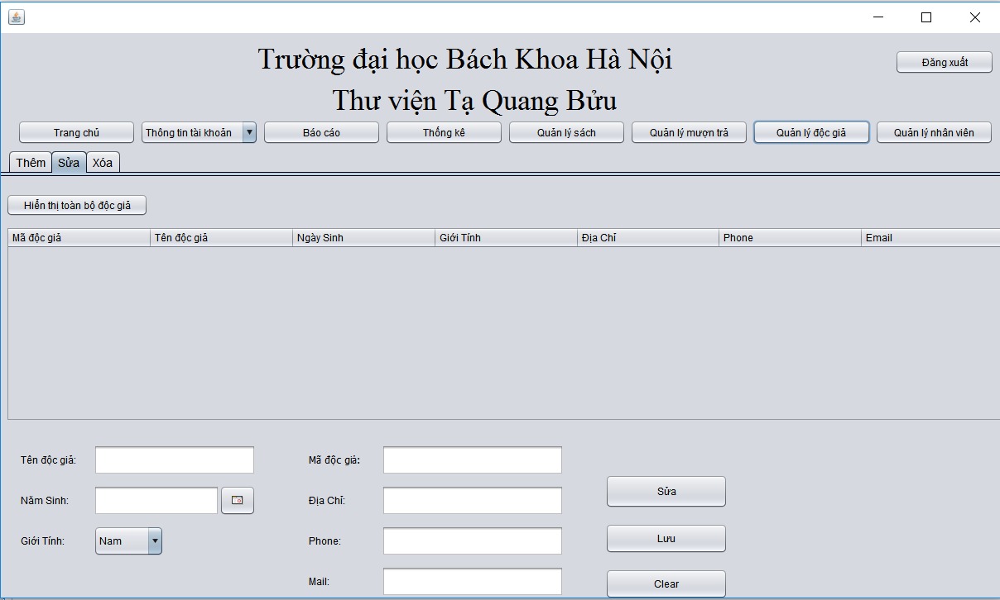 Trường đại học Bách Khoa Hà Nội
Đăng xuất
Thư viện Tạ Quang Bửu
Trang chủ Thông tin tài khoản Báo cáo Thống kê Quản lý sách Quản lý mượn trả Quản lý độc giả Quản lý nhân viên
Thêm Sửa Xóa
Hiển thị toàn bộ độc giả
Mã độc giả Tên độc giả Ngày Sinh Giới Tính Địa Chỉ Phone Email
Tên độc giả: Mã độc giả:
Sửa
Năm Sinh: Địa Chỉ:
Giới Tính: Nam Phone: Lưu
Mail: Clear